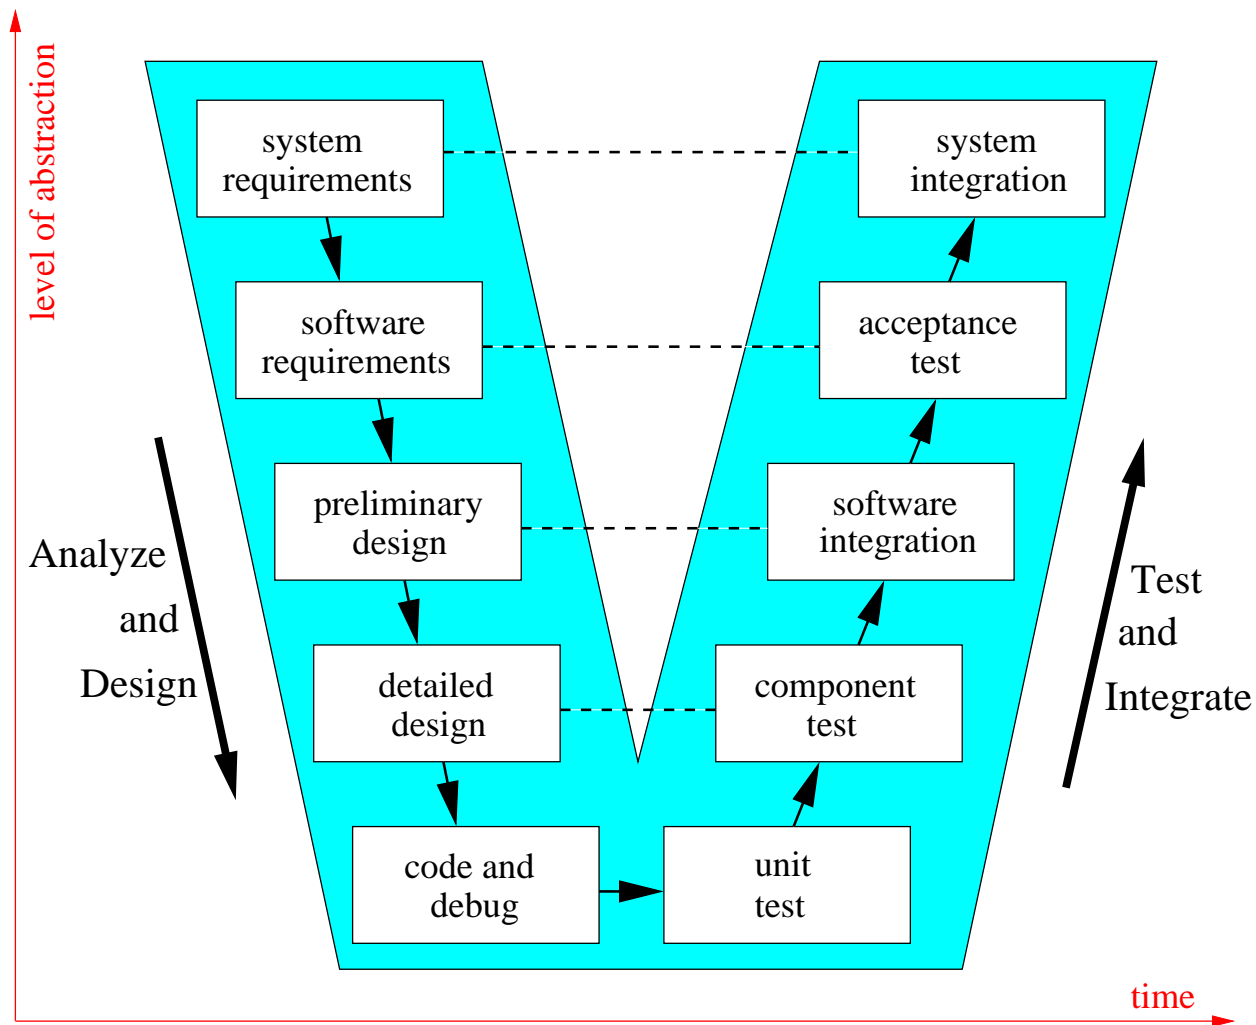 level of abstraction
system
requirements
system
integration
software
requirements
acceptance
test
preliminary
design
software
integration
Analyze
and
Design
Test
and
Integrate
detailed
design
component
test
code and
debug
unit
test
time